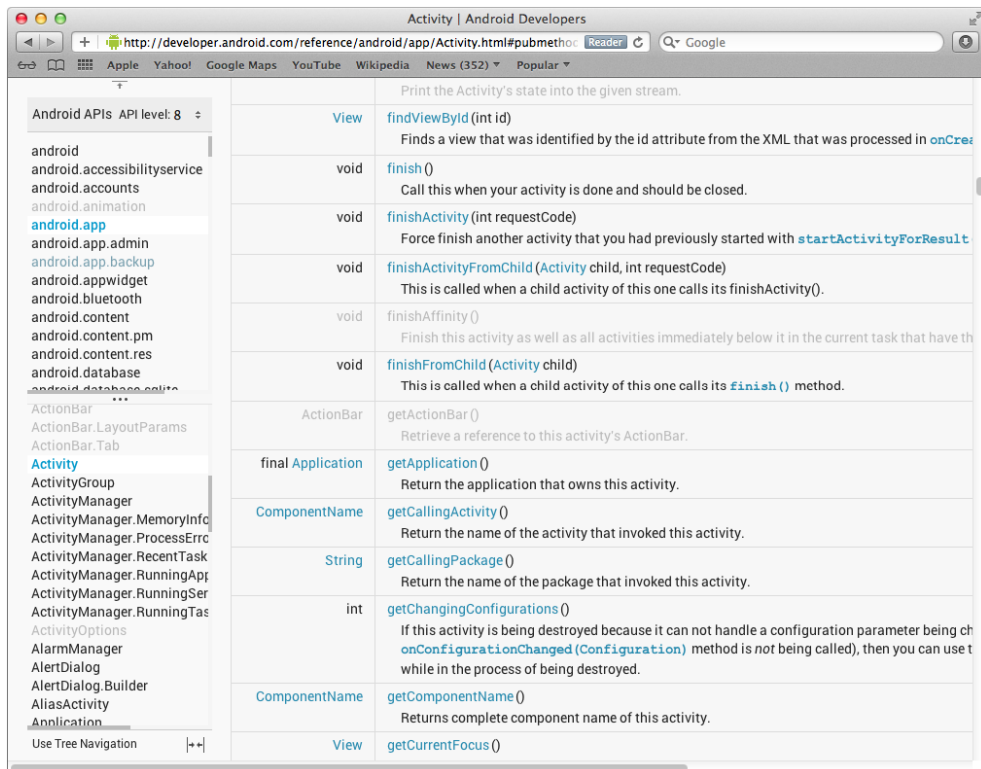 Activity | Android Developers
http://developer.android.com/reference/android/app/Activity.html#pubmethoc Reader Google
Apple Yahoo! Google Maps YouTube Wikipedia News (352) Popular
Android APIs API level: 8
android
android.accessibilityservice
android.accounts
android.animation
android.app
android.app.admin
android.app.backup
android.appwidget
android.bluetooth
android.content
android.content.pm
android.content.res
android.database
android.database.sqlite
ActionBar
ActionBar.LayoutParams
ActionBar.Tab
Activity
ActivityGroup
ActivityManager
ActivityManager.MemoryInfo
ActivityManager.ProcessErro
ActivityManager.RecentTask
ActivityManager.RunningApp
ActivityManager.RunningSer
ActivityManager.RunningTas
ActivityOptions
AlarmManager
AlertDialog
AlertDialog.Builder
AliasActivity
Application
Use Tree Navigation
Print the Activity's state into the given stream.
View findViewById (int id)
Finds a view that was identified by the id attribute from the XML that was processed in onCrea
void finish ()
Call this when your activity is done and should be closed.
void finishActivity (int requestCode)
Force finish another activity that you had previously started with startActivityForResult
void finishActivityFromChild (Activity child, int requestCode)
This is called when a child activity of this one calls its finishActivity().
void finishAffinity ()
Finish this activity as well as all activities immediately below it in the current task that have th
void finishFromChild (Activity child)
This is called when a child activity of this one calls its finish() method.
ActionBar getActionBar ()
Retrieve a reference to this activity's ActionBar.
final Application getApplication ()
Return the application that owns this activity.
ComponentName getCallingActivity ()
Return the name of the activity that invoked this activity.
String getCallingPackage ()
Return the name of the package that invoked this activity.
int getChangingConfigurations ()
If this activity is being destroyed because it can not handle a configuration parameter being ch
onConfigurationChanged(Configuration) method is not being called), then you can use t
while in the process of being destroyed.
ComponentName getComponentName ()
Returns complete component name of this activity.
View getCurrentFocus ()